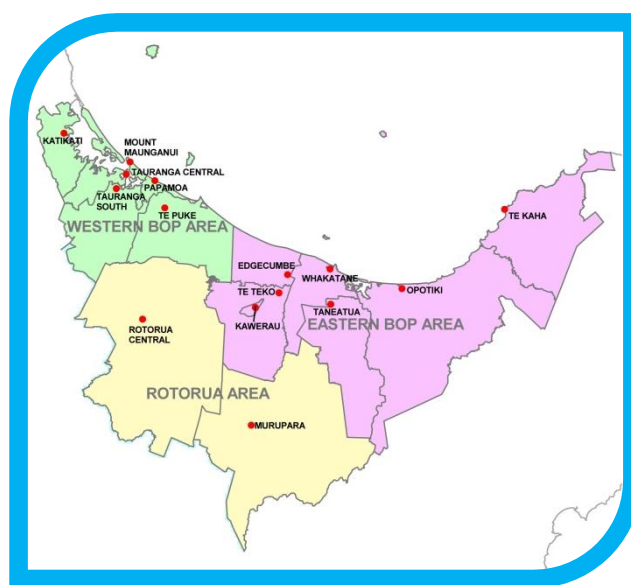 KATIKATI
MOUNT
MAUNGANUI
TAURANGA CENTRAL
PAPAMOA
TAURANGA
SOUTH
TE PUKE
WESTERN BOP AREA
TE KAHA
EDGECUMBE
WHAKATANE
TE TEKO
OPOTIKI
KAWERAU
TANEATUA
EASTERN BOP AREA
ROTORUA
CENTRAL
ROTORUA AREA
MURUPARA